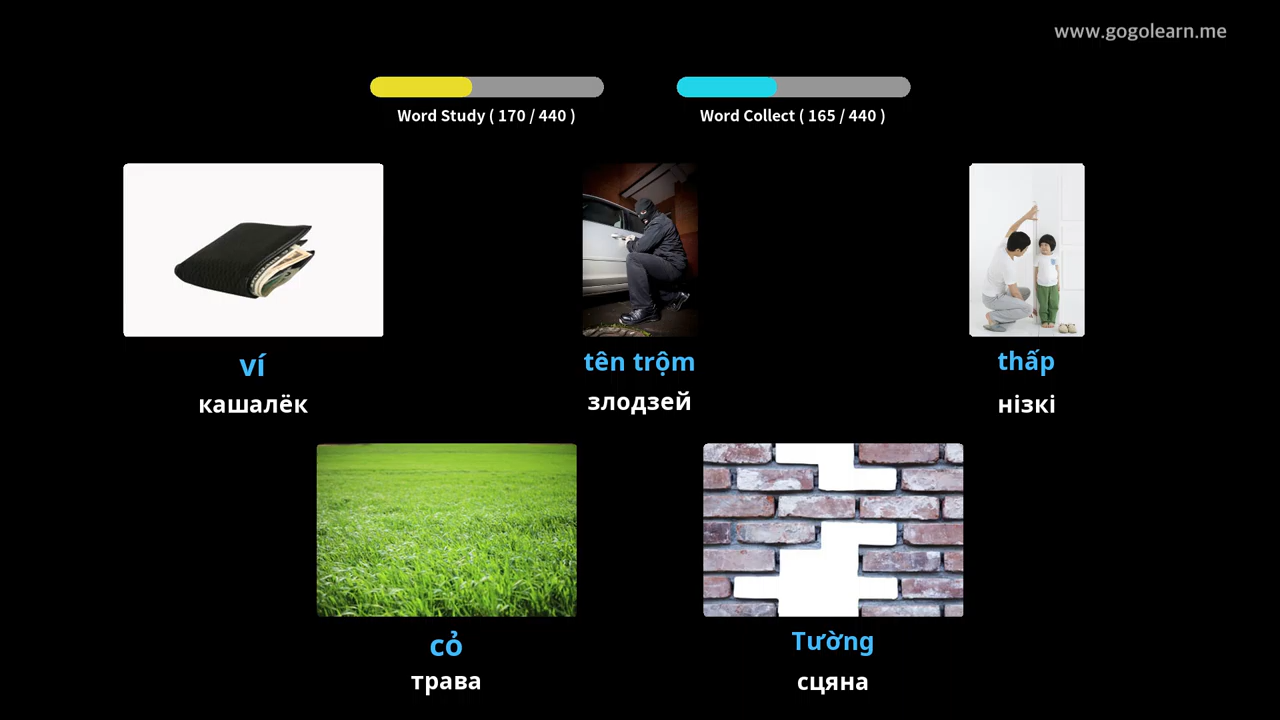 www.gogolearn.me
Word Study ( 170 / 440 )
Word Collect ( 165 / 440 )
ví
кашалёк
tên trộm
злодзей
thấp
нізкі
cỏ
трава
Tường
сцяна